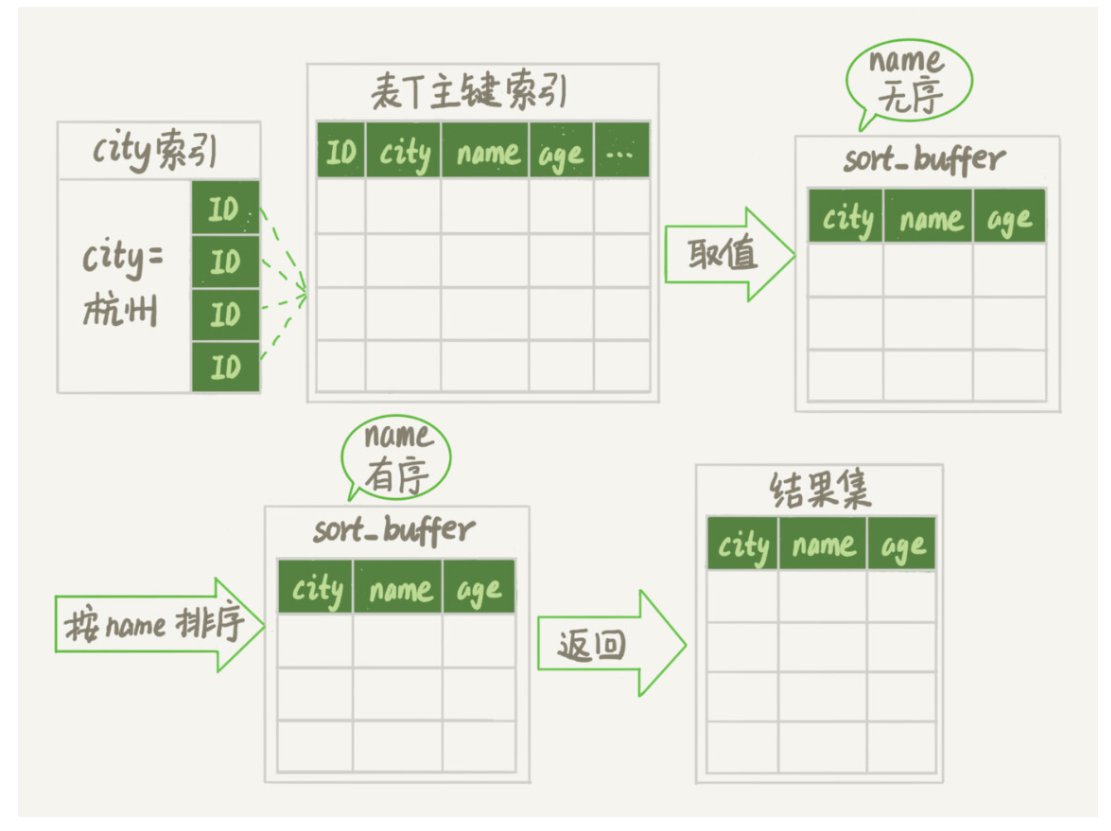 city索引
city=
杭州
ID
ID
ID
ID
表T主键索引
ID city name age ...
取值
name
无序
sort_buffer
city name age
按name排序
name
有序
sort_buffer
city name age
返回
结果集
city name age